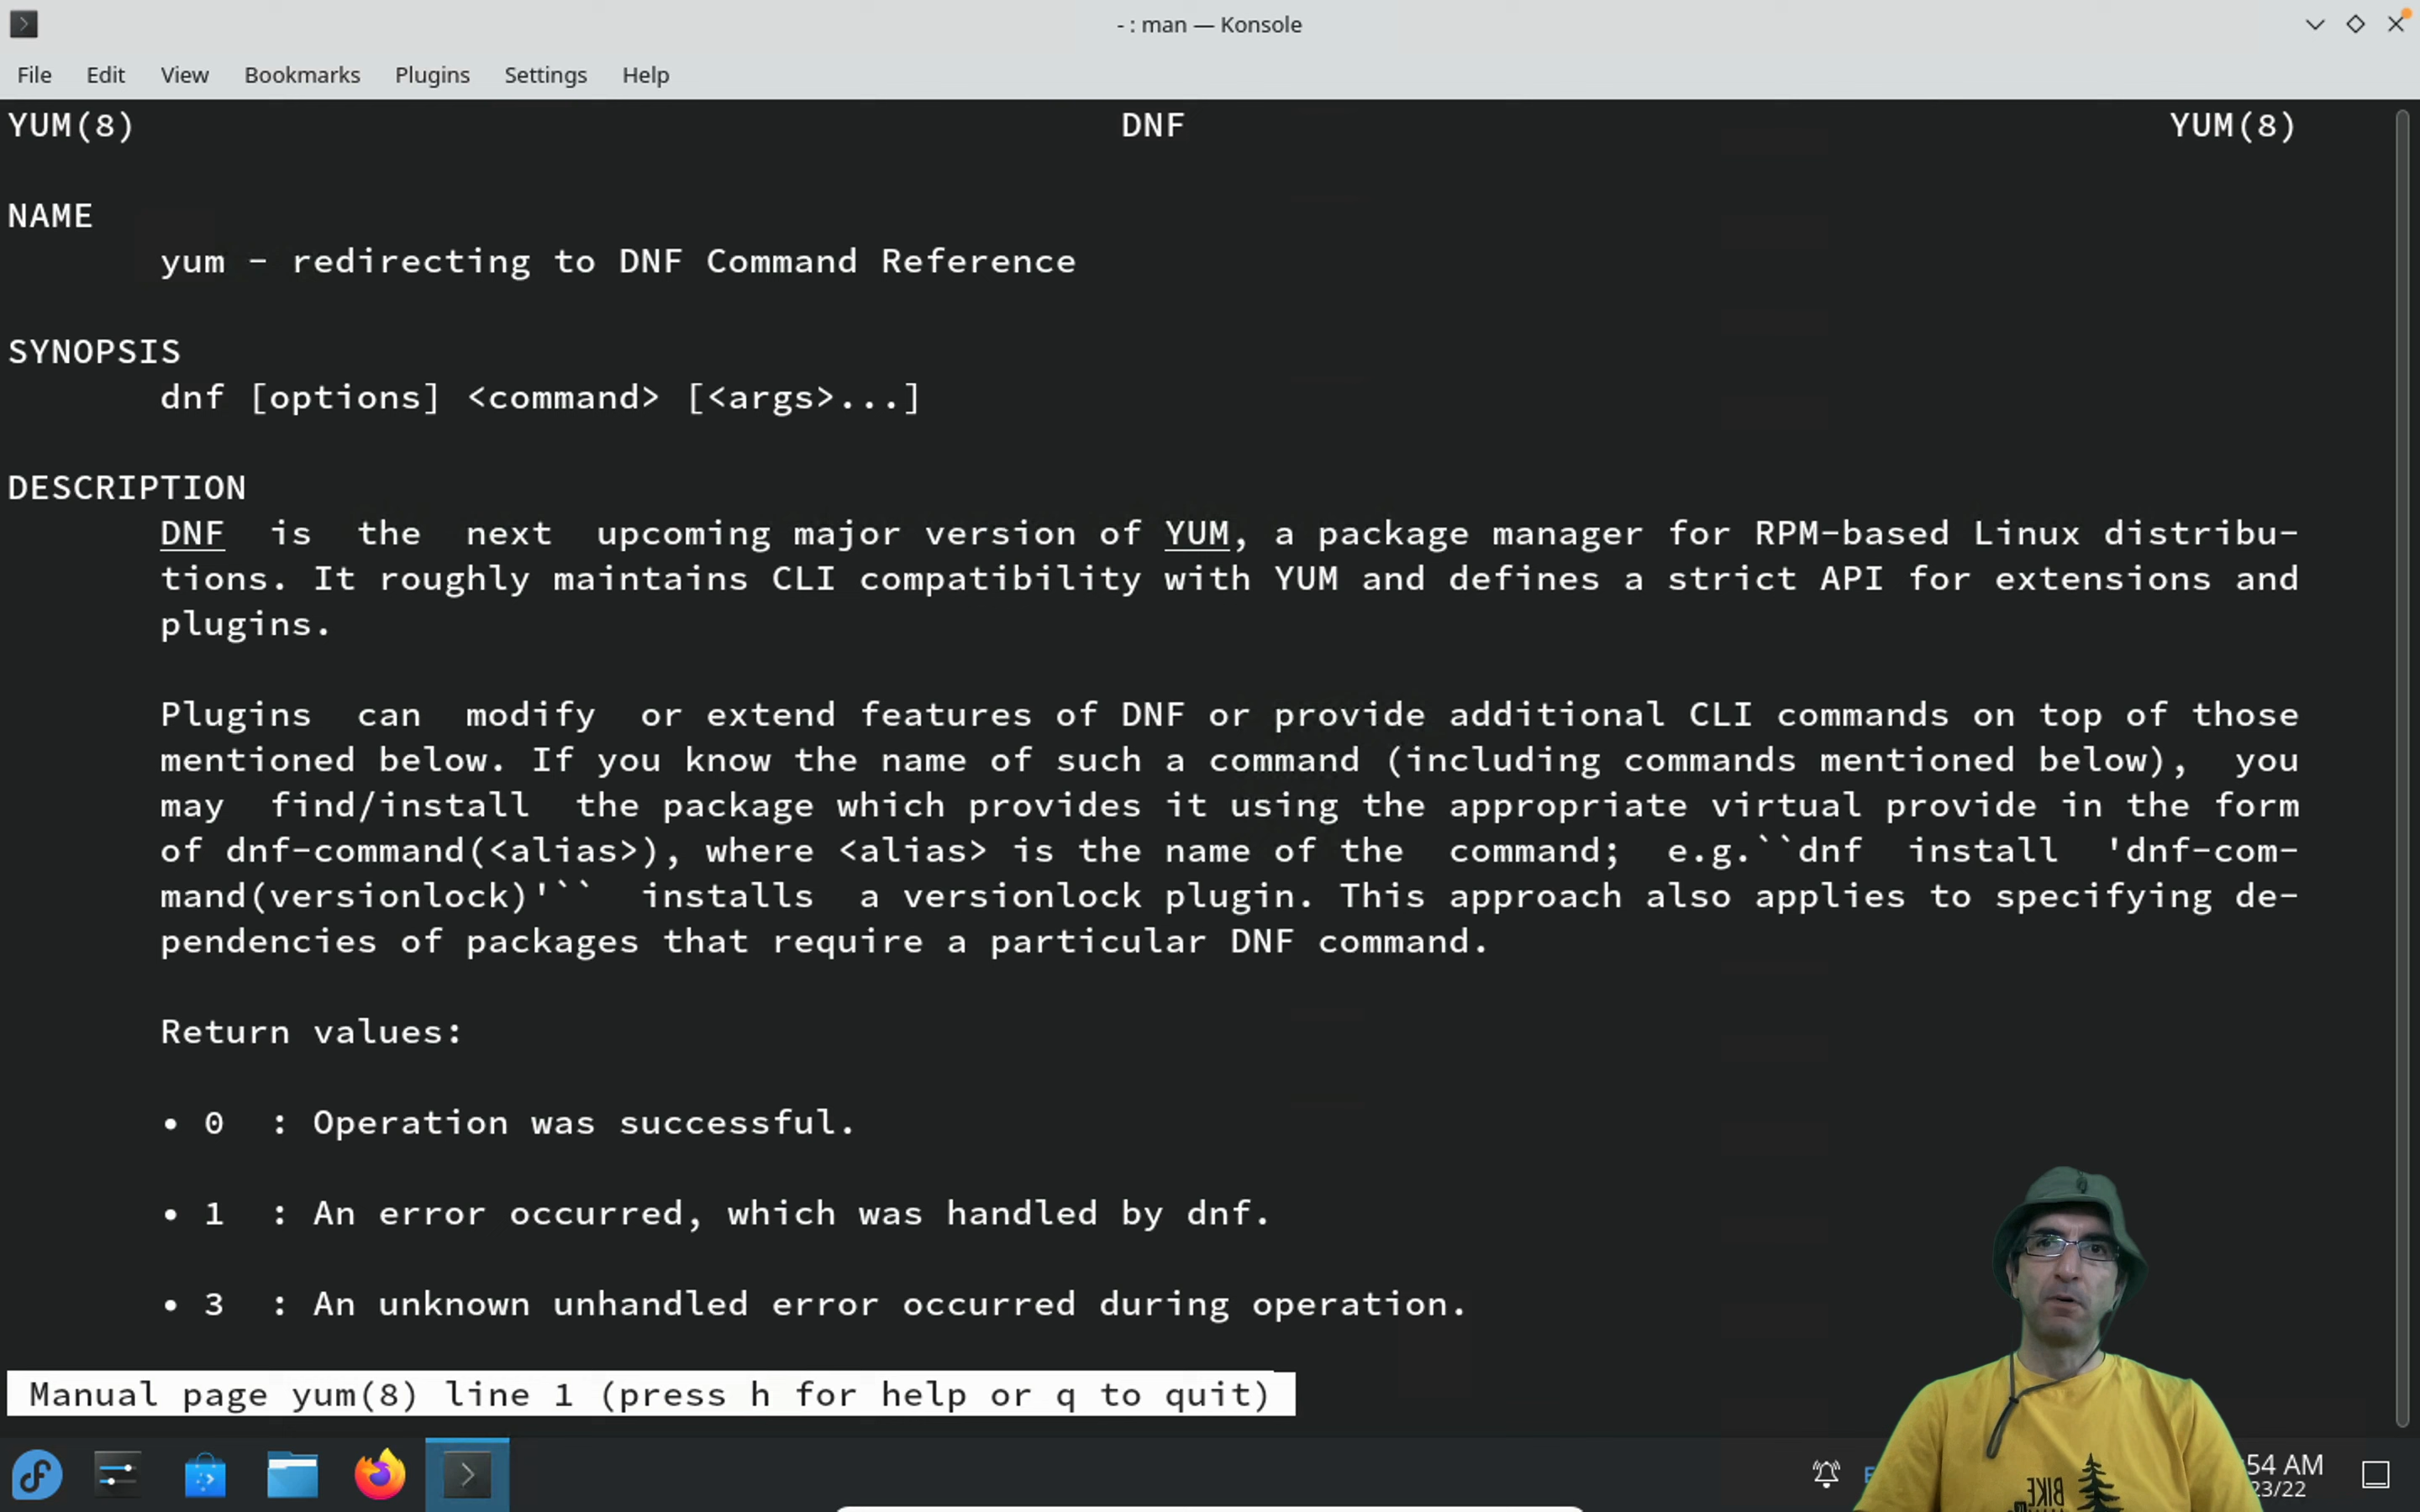 - : man — Konsole
File Edit View Bookmarks Plugins Settings Help
YUM(8) DNF YUM(8)
NAME
yum - redirecting to DNF Command Reference
SYNOPSIS
dnf [options] <command> [<args>...]
DESCRIPTION
DNF is the next upcoming major version of YUM, a package manager for RPM-based Linux distribu-
tions. It roughly maintains CLI compatibility with YUM and defines a strict API for extensions and
plugins.
Plugins can modify or extend features of DNF or provide additional CLI commands on top of those
mentioned below. If you know the name of such a command (including commands mentioned below), you
may find/install the package which provides it using the appropriate virtual provide in the form
of dnf-command(<alias>), where <alias> is the name of the command; e.g.``dnf install 'dnf-com-
mand(versionlock)'`` installs a versionlock plugin. This approach also applies to specifying de-
pendencies of packages that require a particular DNF command.
Return values:
• 0 : Operation was successful.
• 1 : An error occurred, which was handled by dnf.
• 3 : An unknown unhandled error occurred during operation.
Manual page yum(8) line 1 (press h for help or q to quit)
:54 AM
23/22
BIKE